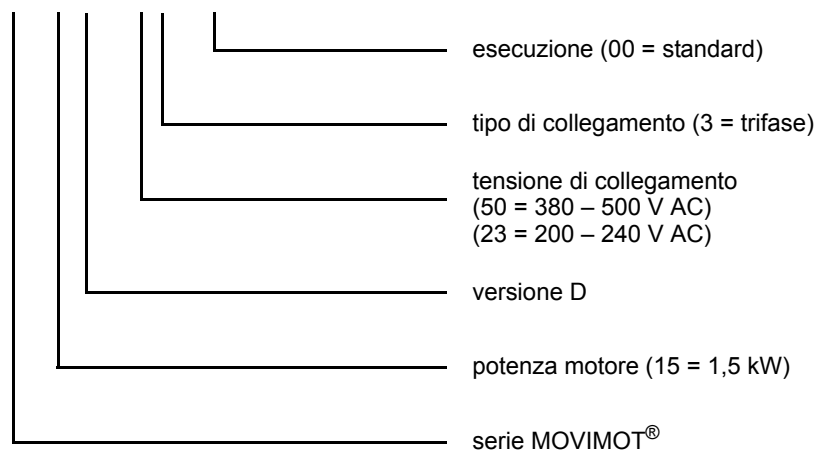 esecuzione (00 = standard)
tipo di collegamento (3 = trifase)
tensione di collegamento
(50 = 380 – 500 V AC)
(23 = 200 – 240 V AC)
versione D
potenza motore (15 = 1,5 kW)
serie MOVIMOT®